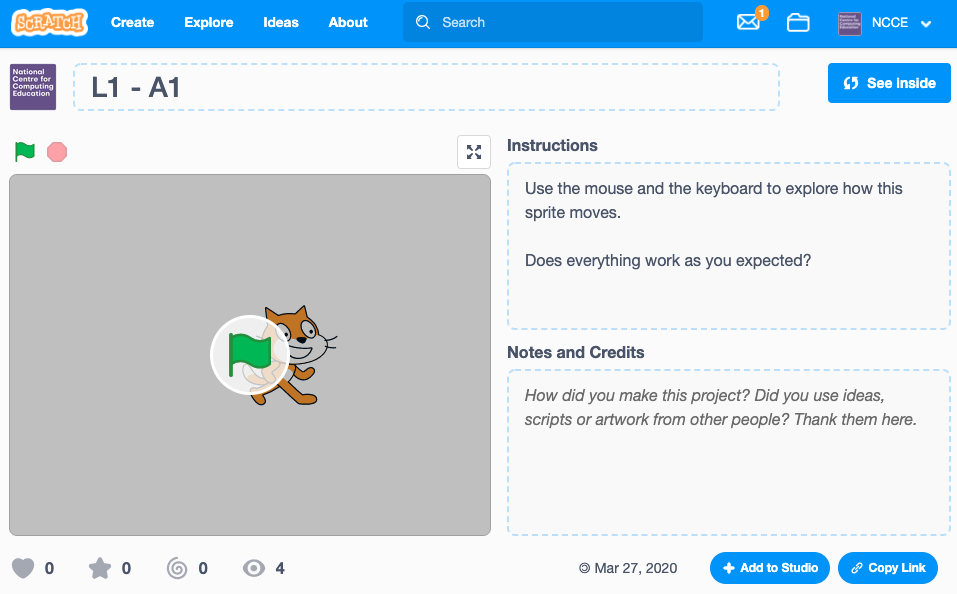 SCRATCH Create Explore Ideas About Search 1 NCCE
National
Centre for
Computing
Education
L1 - A1
See inside
Instructions
Use the mouse and the keyboard to explore how this
sprite moves.
Does everything work as you expected?
Notes and Credits
How did you make this project? Did you use ideas,
scripts or artwork from other people? Thank them here.
0 0 0 4 © Mar 27, 2020 Add to Studio Copy Link